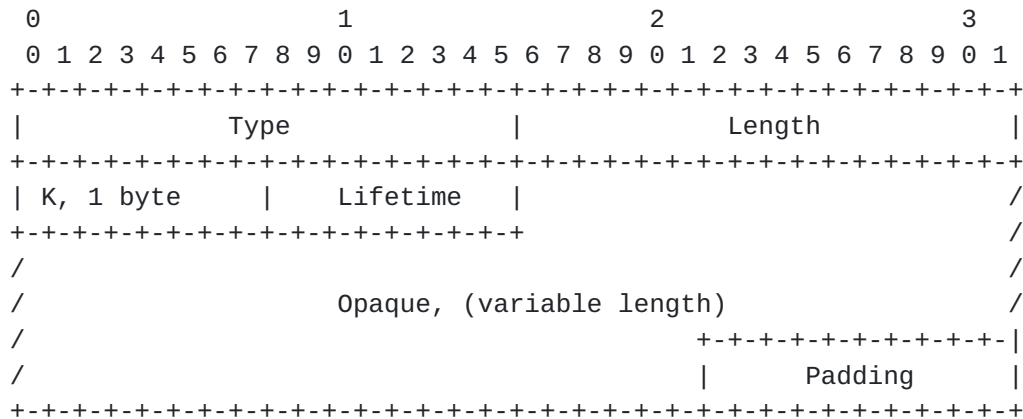 0                   1                   2                   3
 0 1 2 3 4 5 6 7 8 9 0 1 2 3 4 5 6 7 8 9 0 1 2 3 4 5 6 7 8 9 0 1
+-+-+-+-+-+-+-+-+-+-+-+-+-+-+-+-+-+-+-+-+-+-+-+-+-+-+-+-+-+-+-+-+
|             Type              |             Length            |
+-+-+-+-+-+-+-+-+-+-+-+-+-+-+-+-+-+-+-+-+-+-+-+-+-+-+-+-+-+-+-+-+
| K, 1 byte     |    Lifetime   |                               /
+-+-+-+-+-+-+-+-+-+-+-+-+-+-+-+-+                               /
/                                                               /
/                    Opaque, (variable length)                  /
/                                           +-+-+-+-+-+-+-+-+-+-|
/                                           |      Padding      |
+-+-+-+-+-+-+-+-+-+-+-+-+-+-+-+-+-+-+-+-+-+-+-+-+-+-+-+-+-+-+-+-+